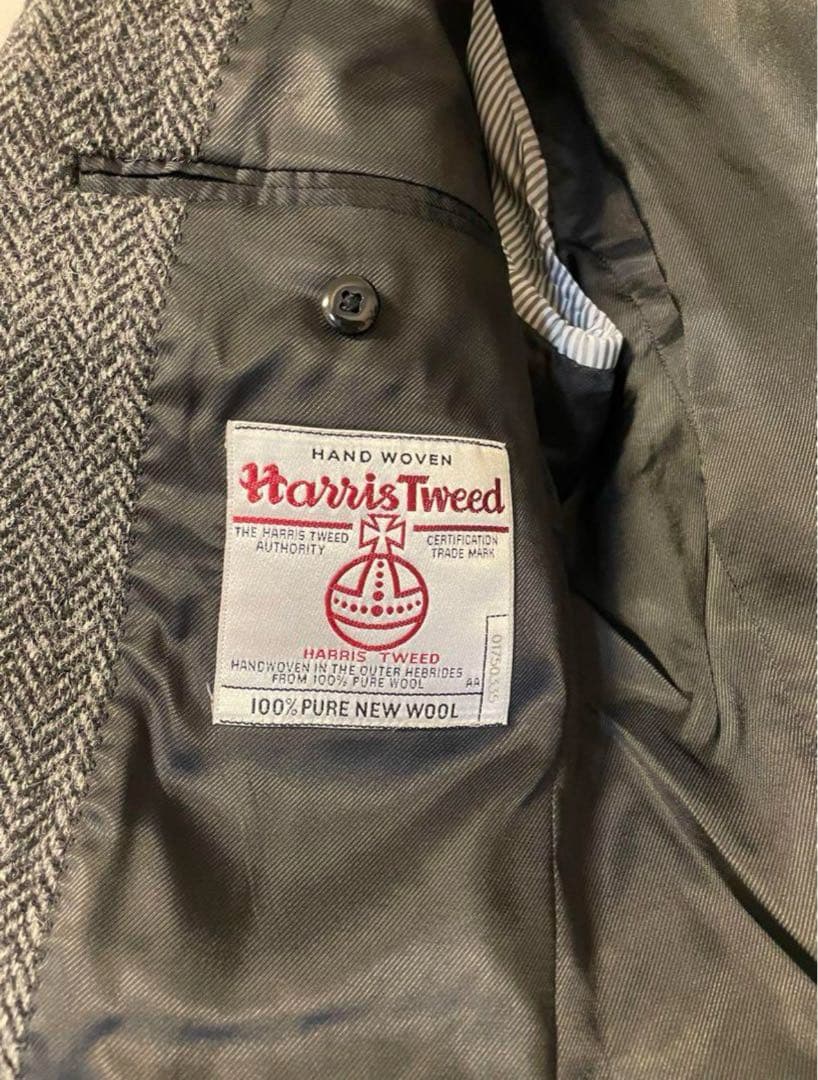 HAND WOVEN
Harris Tweed
THE HARRIS TWEED
AUTHORITY
CERTIFICATION
TRADE MARK
HARRIS TWEED
HANDWOVEN IN THE OUTER HEBRIDES
FROM 100% PURE WOOL
AA
100% PURE NEW WOOL